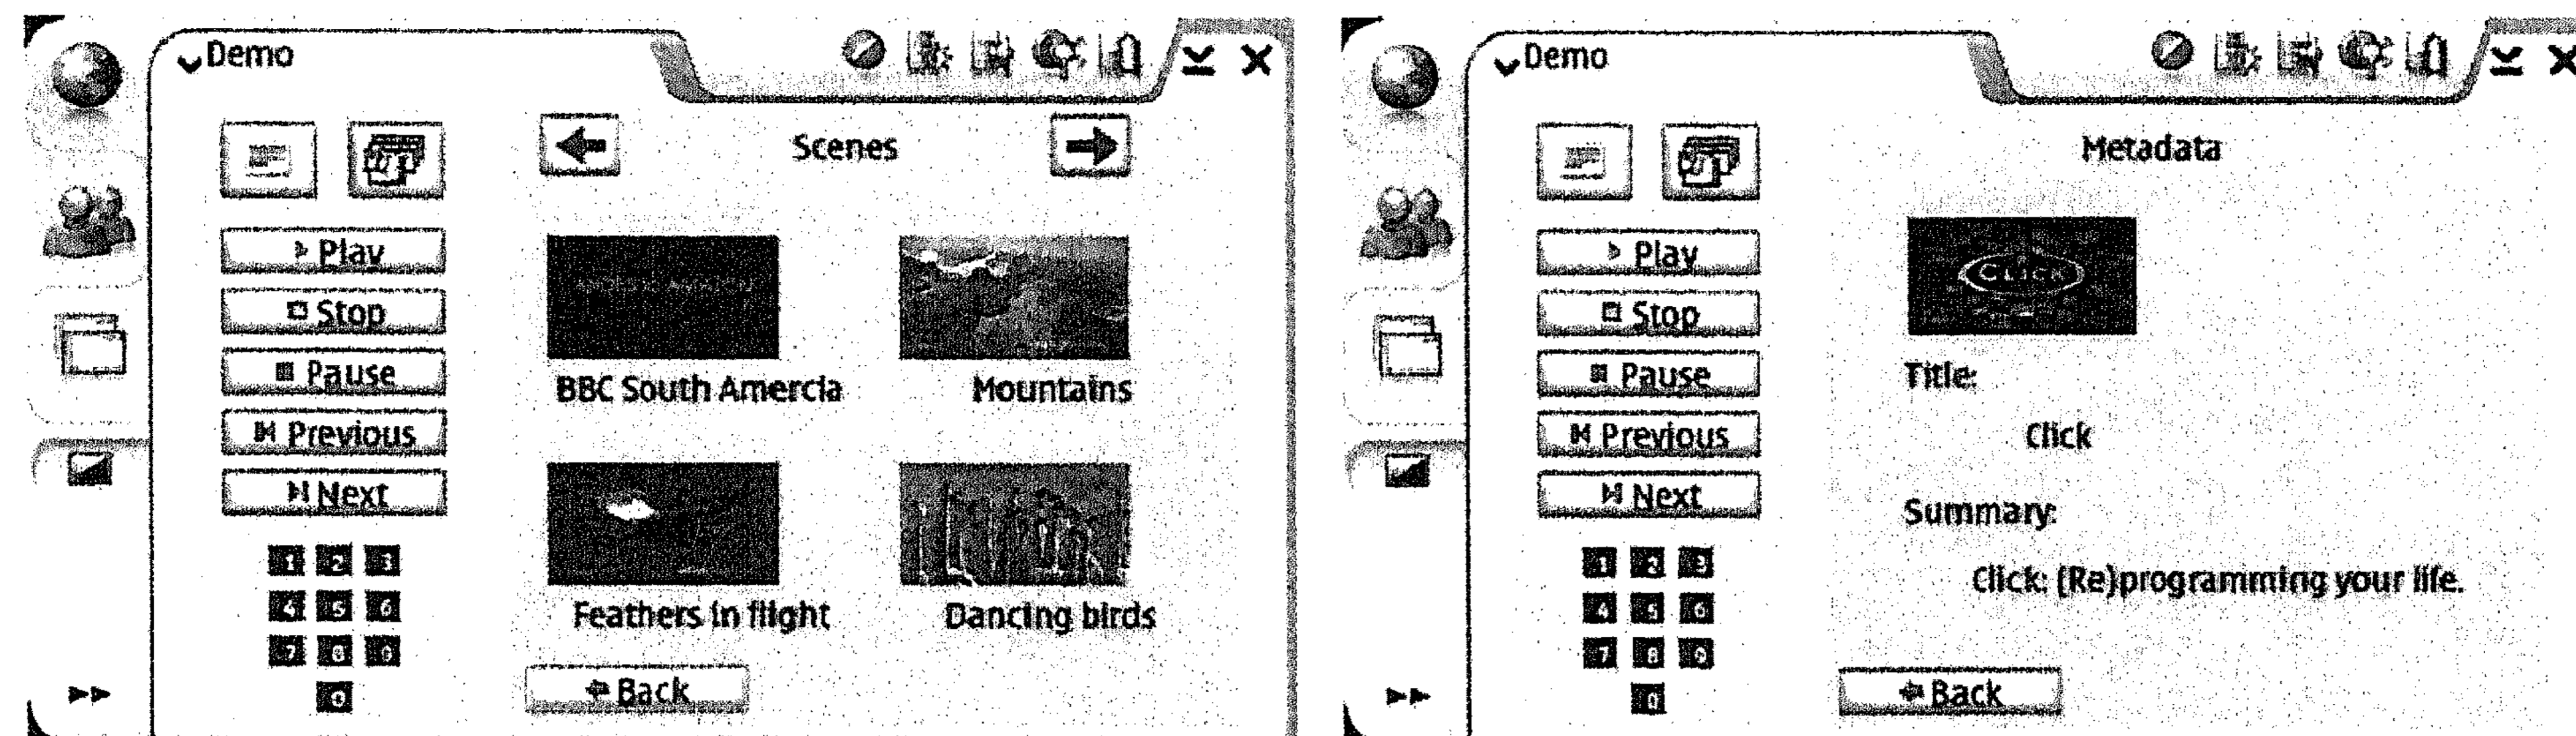 Demo
Scenes
Play
Stop
Pause
Previous
Next
1 2 3
4 5 6
7 8 9
0
BBC South Amercia
Mountains
Feathers in flight
Dancing birds
Back
Demo
Metadata
Play
Stop
Pause
Previous
Next
1 2 3
4 5 6
7 8 9
0
CLICK
Title:
Click
Summary:
Click: (Re)programming your life.
Back